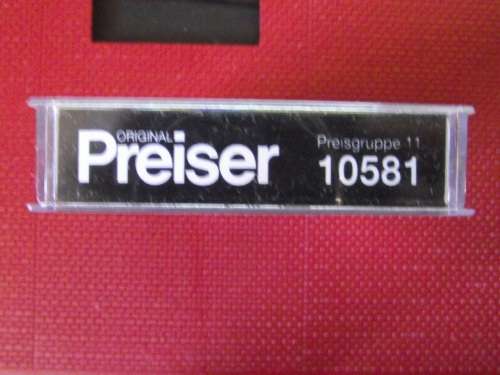 ORIGINAL
Preiser
Preisgruppe 11
10581